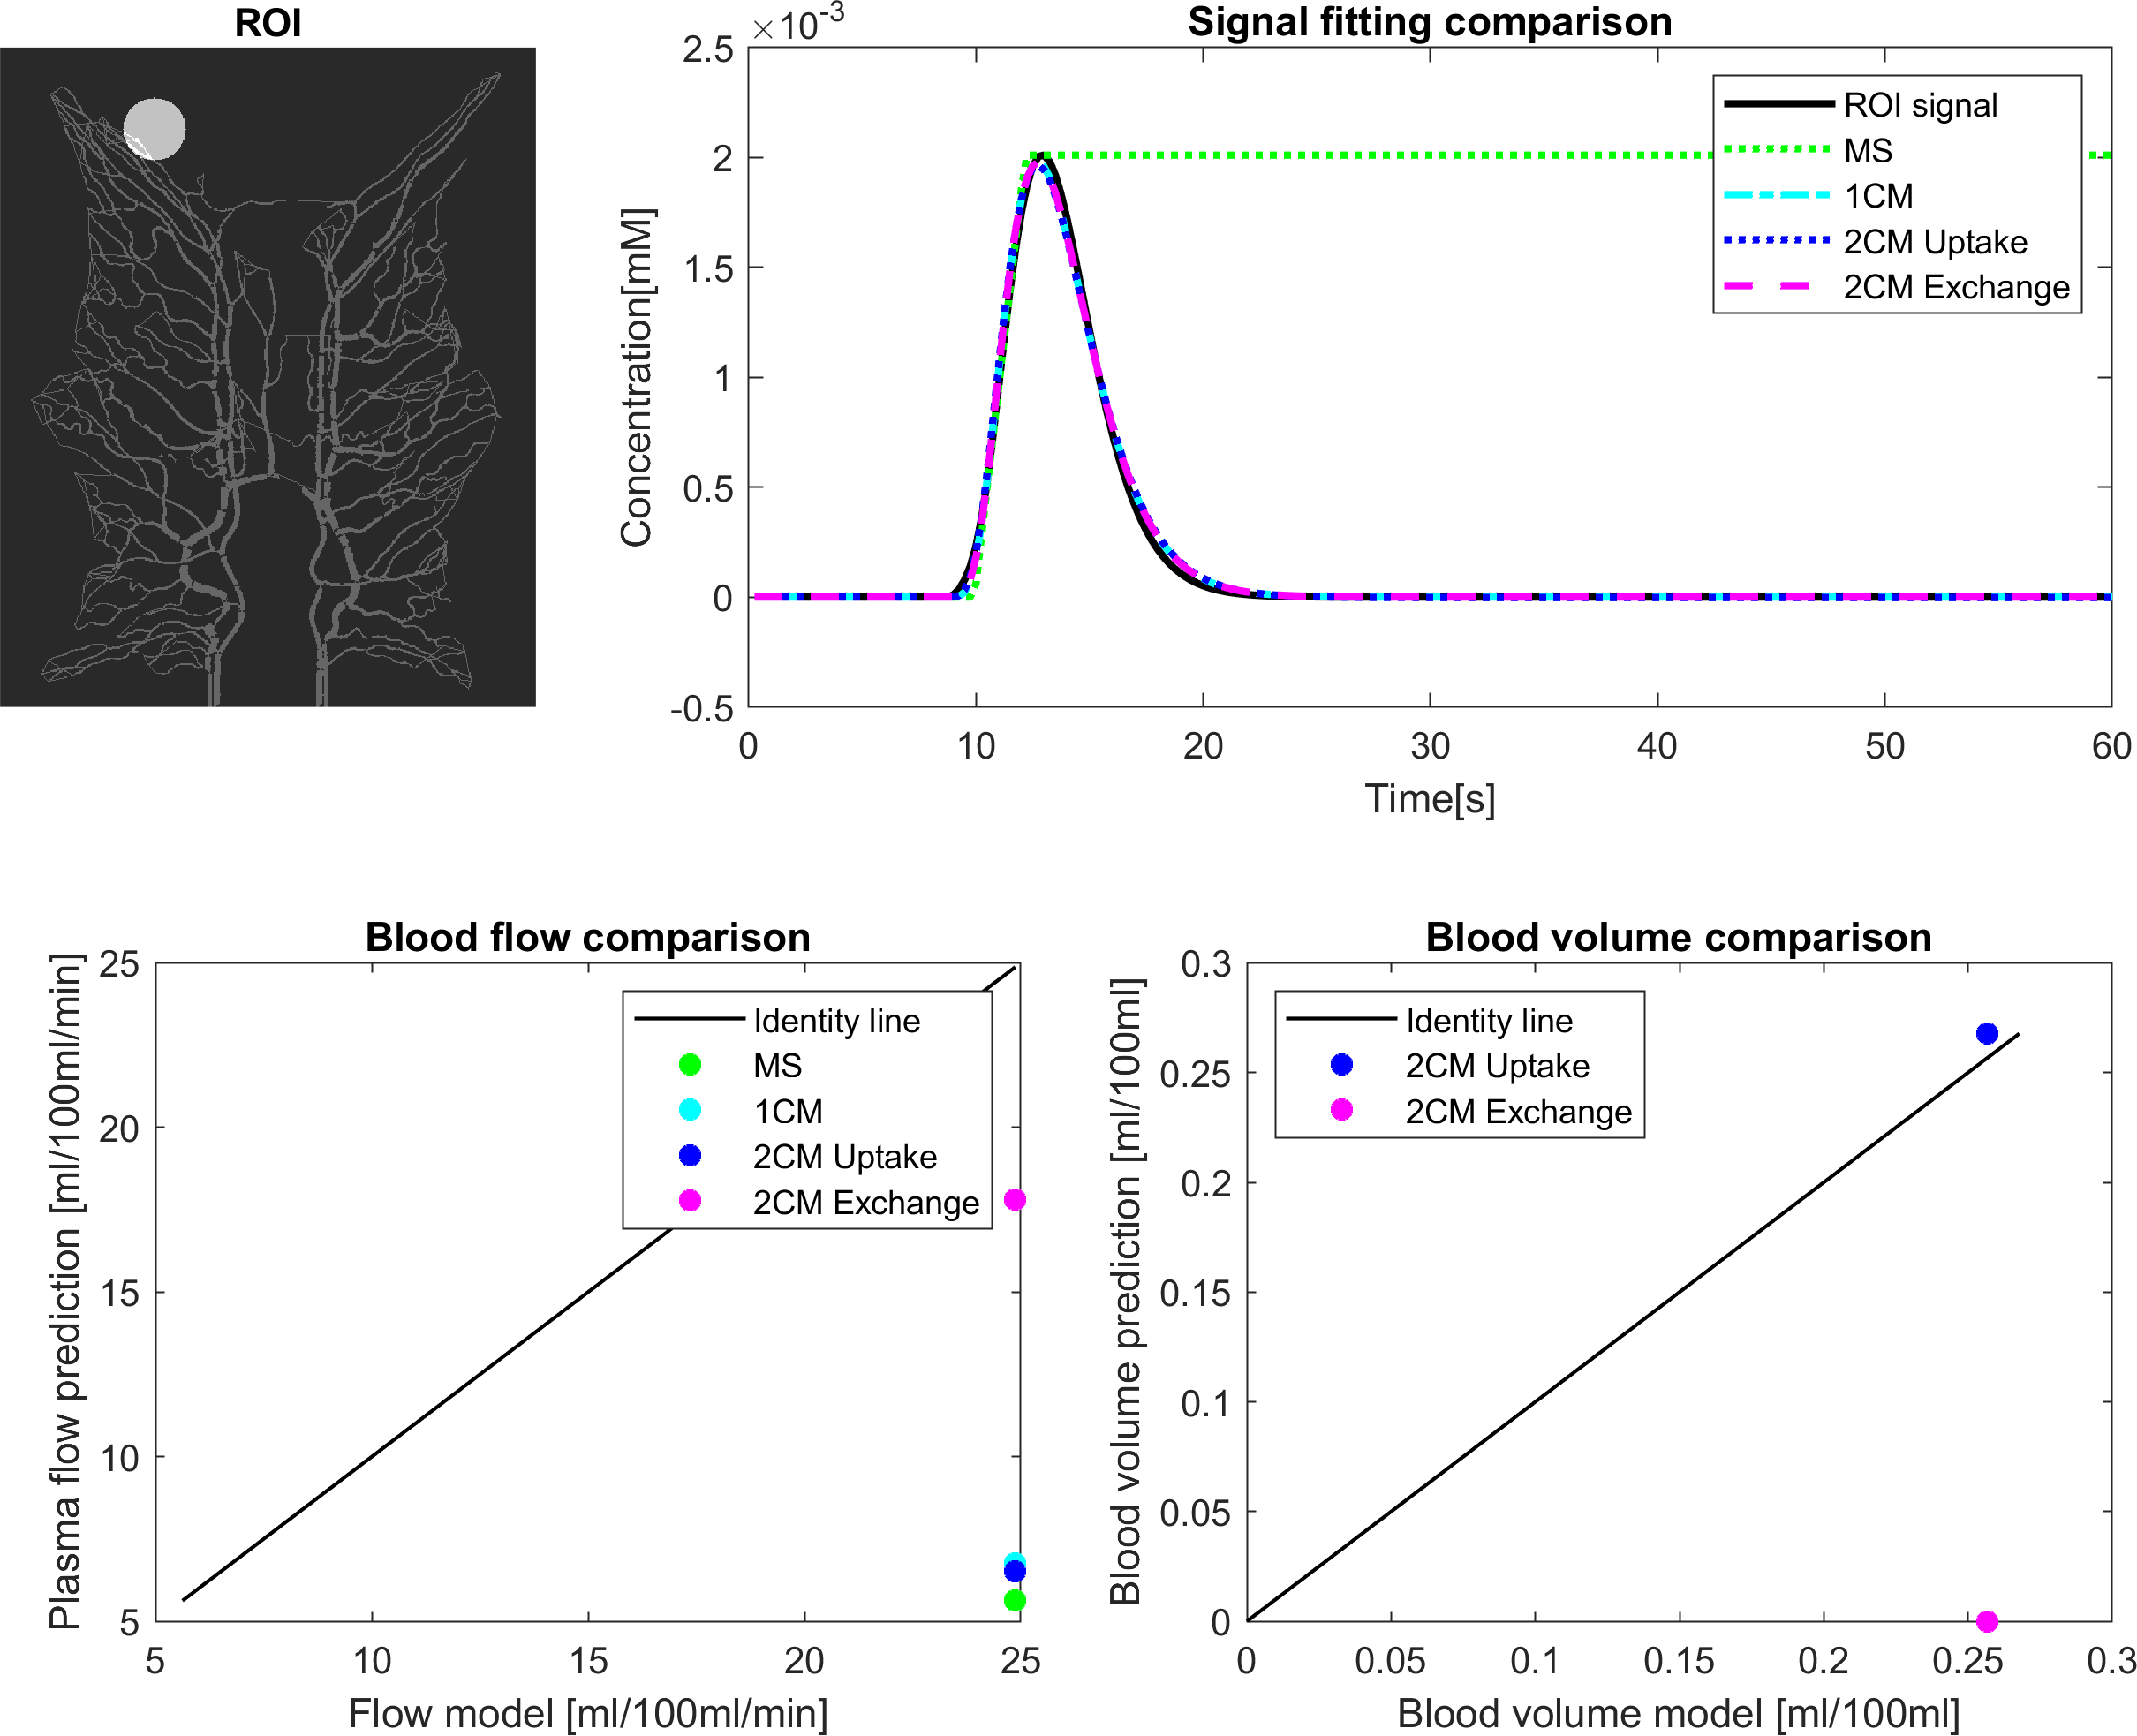 ROI
Signal fitting comparison
×10-3
2.5
2
1.5
1
0.5
0
-0.5
Concentration[mM]
0 10 20 30 40 50 60
Time[s]
ROI signal
MS
1CM
2CM Uptake
2CM Exchange
Blood flow comparison
25
20
15
10
5
Plasma flow prediction [ml/100ml/min]
5 10 15 20 25
Flow model [ml/100ml/min]
Identity line
MS
1CM
2CM Uptake
2CM Exchange
Blood volume comparison
0.3
0.25
0.2
0.15
0.1
0.05
0
Blood volume prediction [ml/100ml]
0 0.05 0.1 0.15 0.2 0.25 0.3
Blood volume model [ml/100ml]
Identity line
2CM Uptake
2CM Exchange